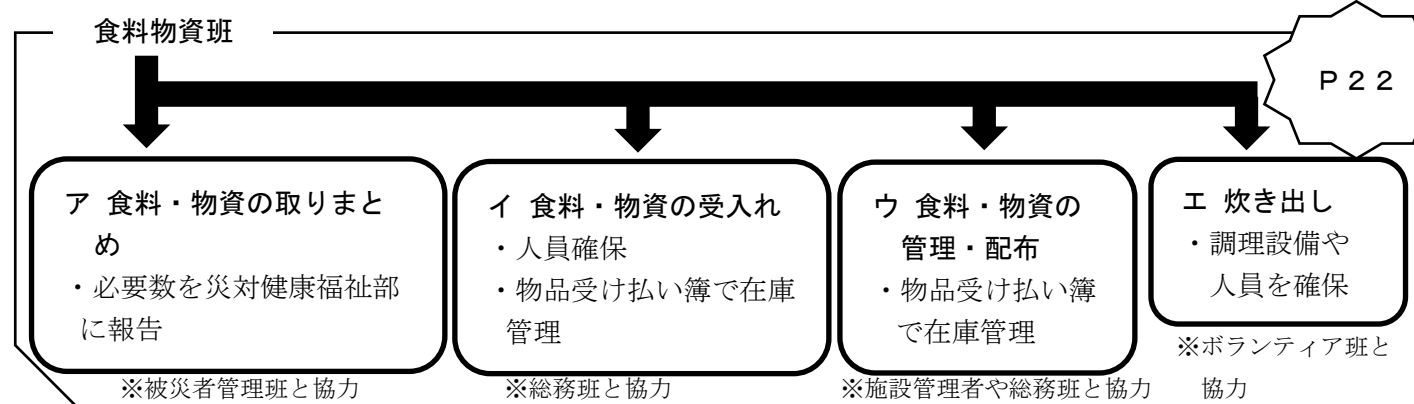 食料物資班
P22
ア 食料・物資の取りまと
め
・必要数を災対健康福祉部
に報告
※被災者管理班と協力
イ 食料・物資の受入れ
・人員確保
・物品受け払い簿で在庫
管理
※総務班と協力
ウ 食料・物資の
管理・配布
・物品受け払い簿
で在庫管理
※施設管理者や総務班と協力
エ 炊き出し
・調理設備や
人員を確保
※ボランティア班と
協力